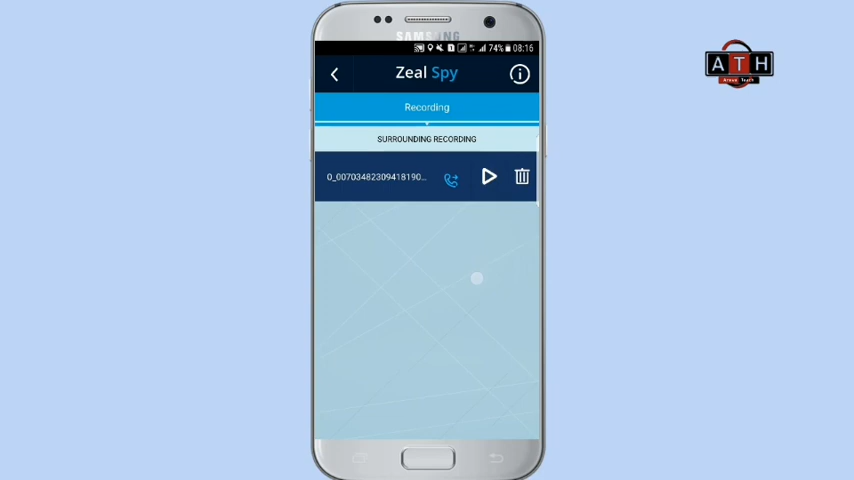 SAMSUNG
74% 08:16
Zeal Spy
Recording
SURROUNDING RECORDING
0_00703482309418190...
ATH